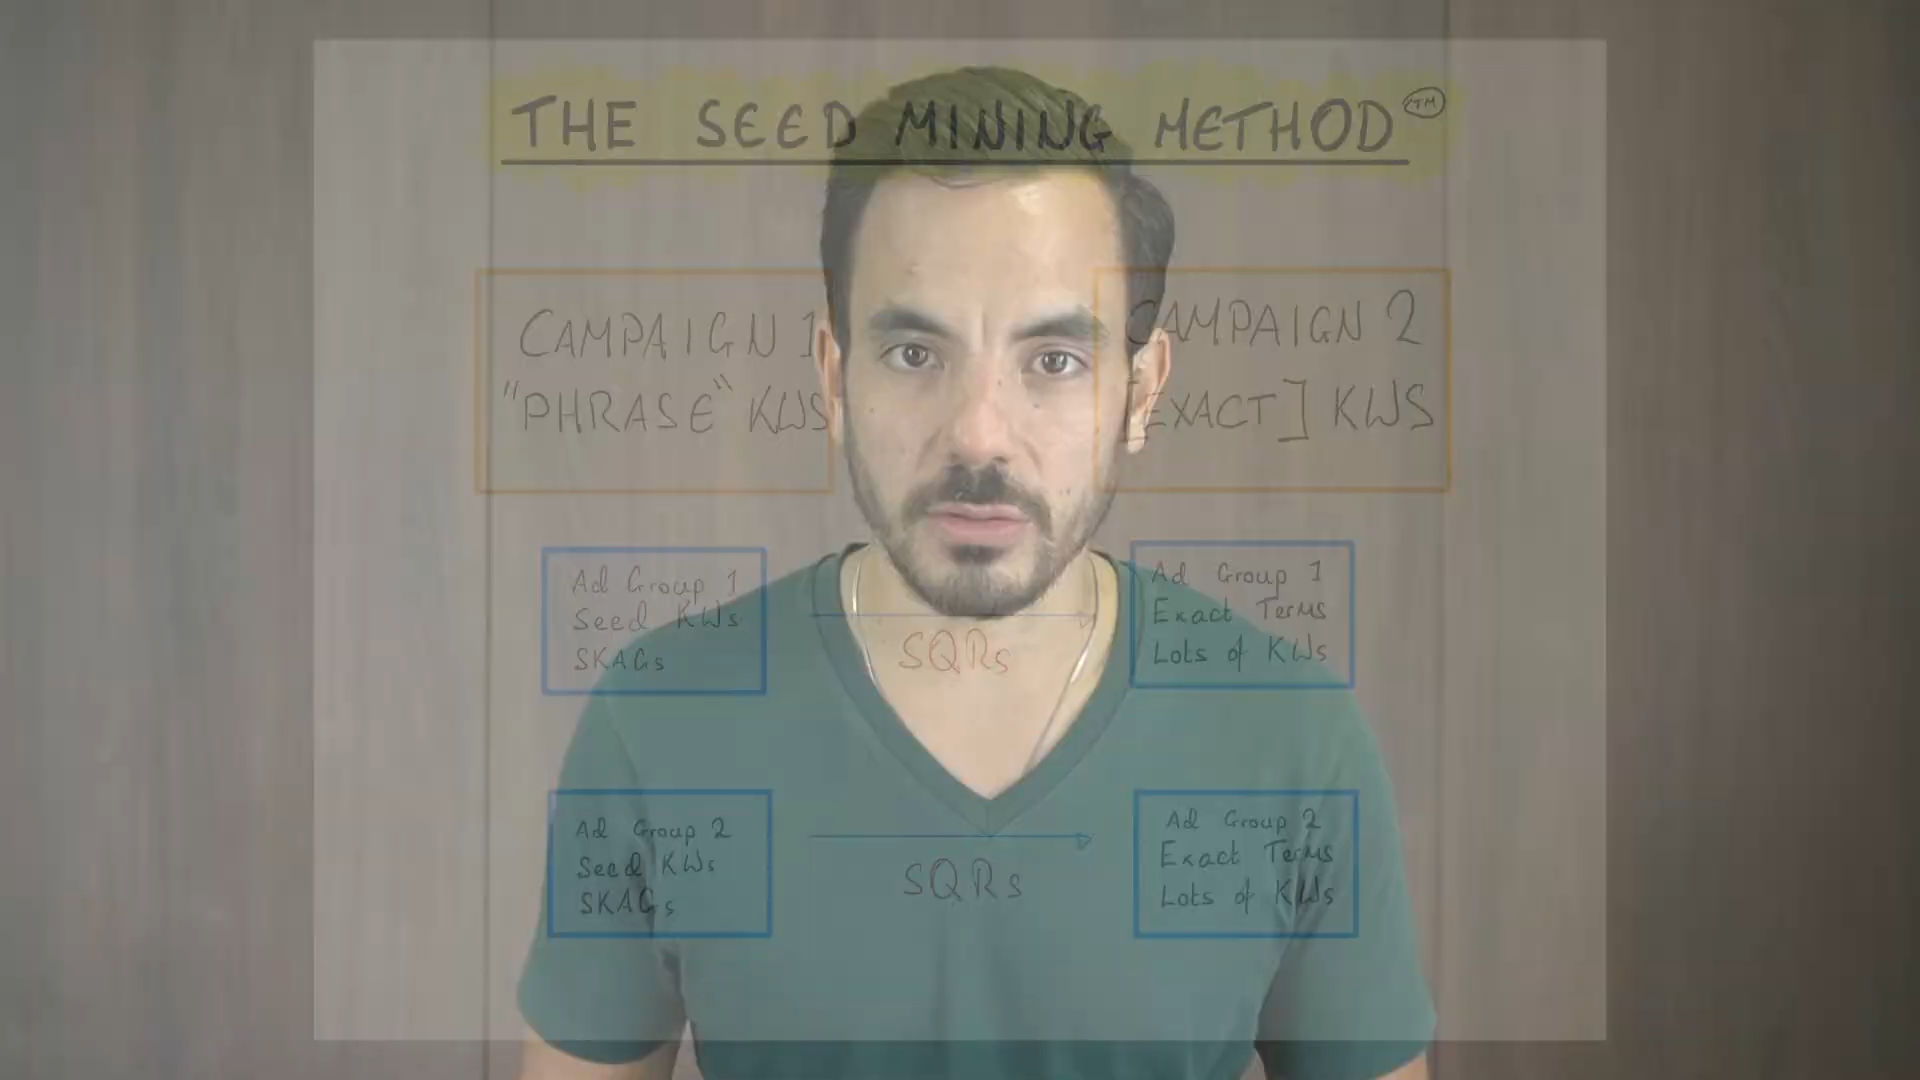 THE SEED MINING METHOD TM
CAMPAIGN 1
"PHRASE" KWS
CAMPAIGN 2
[EXACT] KWS
Ad Group 1
Seed KWs
SKAGs
SQRs
Ad Group 1
Exact Terms
Lots of KWs
Ad Group 2
Seed KWs
SKAGs
SQRs
Ad Group 2
Exact Terms
Lots of KWs